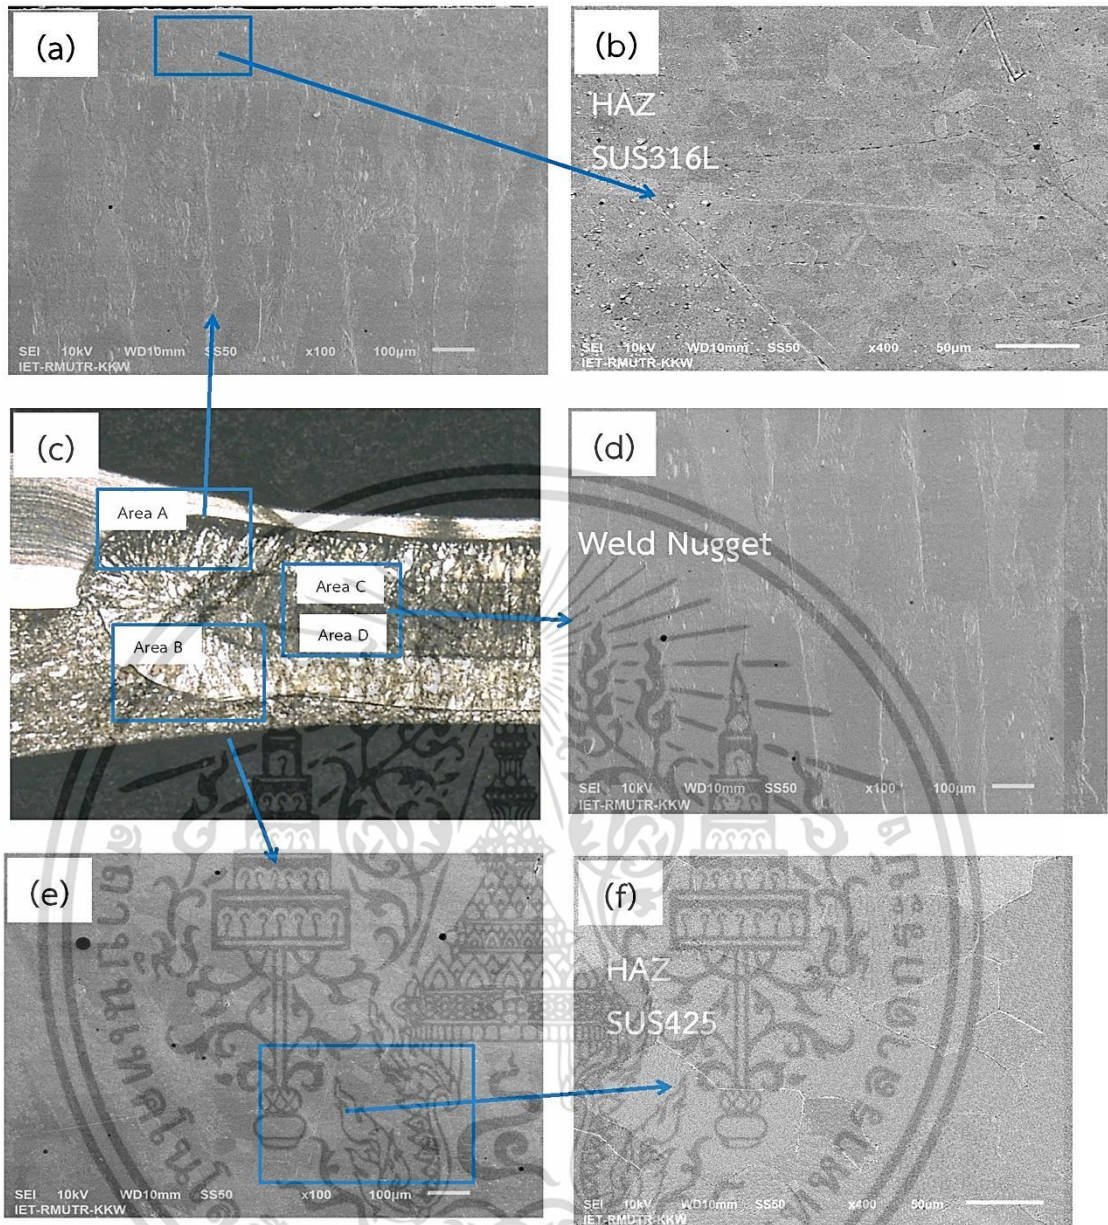 (a)
SEI 10kV WD10mm SS50 x100 100μm
IET-RMUTR-KKW
(b)
HAZ
SUS316L
SEI 10kV WD10mm SS50 x400 50μm
IET-RMUTR-KKW
(c)
Area A
Area C
Area D
Area B
(d)
Weld Nugget
SEI 10kV WD10mm SS50 x100 100μm
IET-RMUTR-KKW
(e)
SEI 10kV WD10mm SS50 x100 100μm
IET-RMUTR-KKW
(f)
HAZ
SUS425
SEI 10kV WD10mm SS50 x400 50μm
IET-RMUTR-KKW